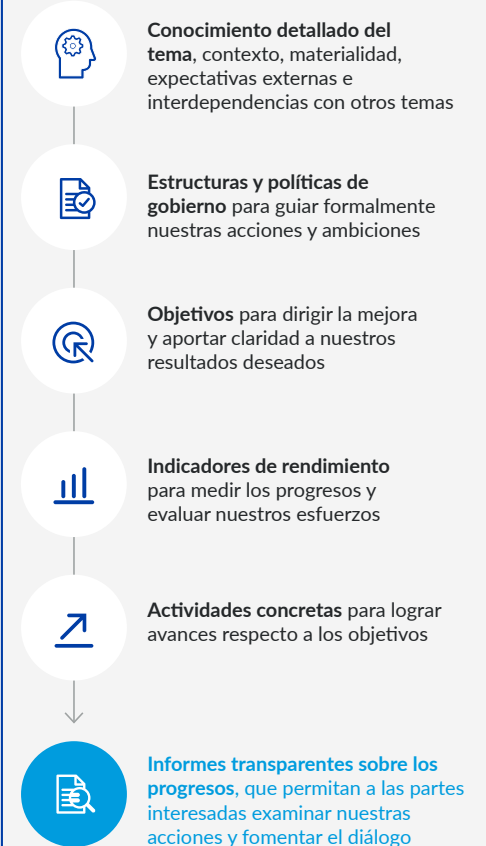 Conocimiento detallado del
tema, contexto, materialidad,
expectativas externas e
interdependencias con otros temas
Estructuras y políticas de
gobierno para guiar formalmente
nuestras acciones y ambiciones
Objetivos para dirigir la mejora
y aportar claridad a nuestros
resultados deseados
Indicadores de rendimiento
para medir los progresos y
evaluar nuestros esfuerzos
Actividades concretas para lograr
avances respecto a los objetivos
Informes transparentes sobre los
progresos, que permitan a las partes
interesadas examinar nuestras
acciones y fomentar el diálogo